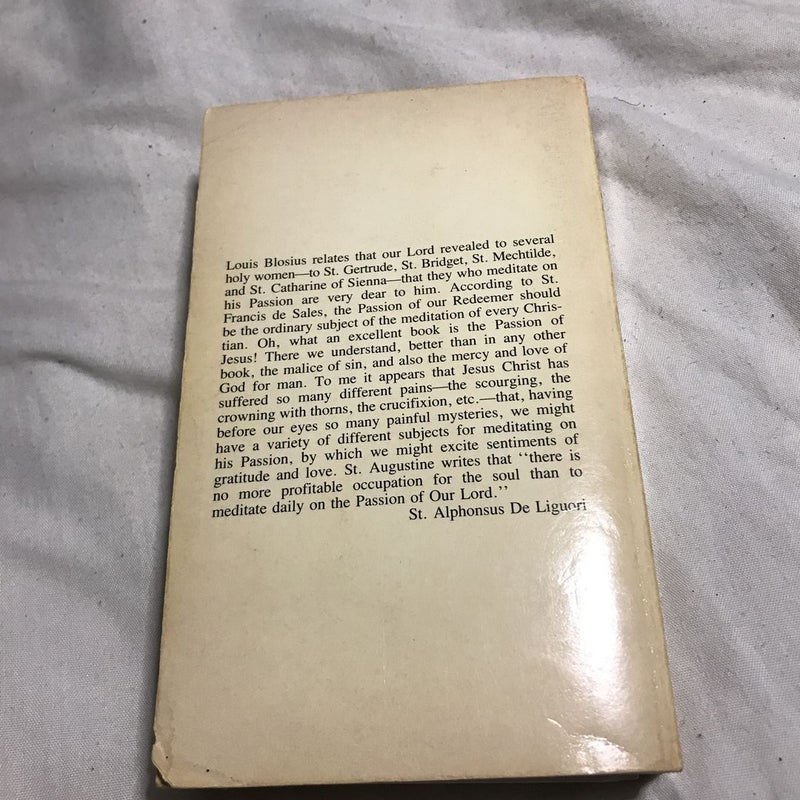 Louis Blosius relates that our Lord revealed to several
holy women—to St. Gertrude, St. Bridget, St. Mechtilde,
and St. Catharine of Sienna—that they who meditate on
his Passion are very dear to him. According to St.
Francis de Sales, the Passion of our Redeemer should
be the ordinary subject of the meditation of every Chris-
tian. Oh, what an excellent book is the Passion of
Jesus! There we understand, better than in any other
book, the malice of sin, and also the mercy and love of
God for man. To me it appears that Jesus Christ has
suffered so many different pains—the scourging, the
crowning with thorns, the crucifixion, etc.—that, having
before our eyes so many painful mysteries, we might
have a variety of different subjects for meditating on
his Passion, by which we might excite sentiments of
gratitude and love. St. Augustine writes that ‘‘there is
no more profitable occupation for the soul than to
meditate daily on the Passion of Our Lord.’’
St. Alphonsus De Liguori